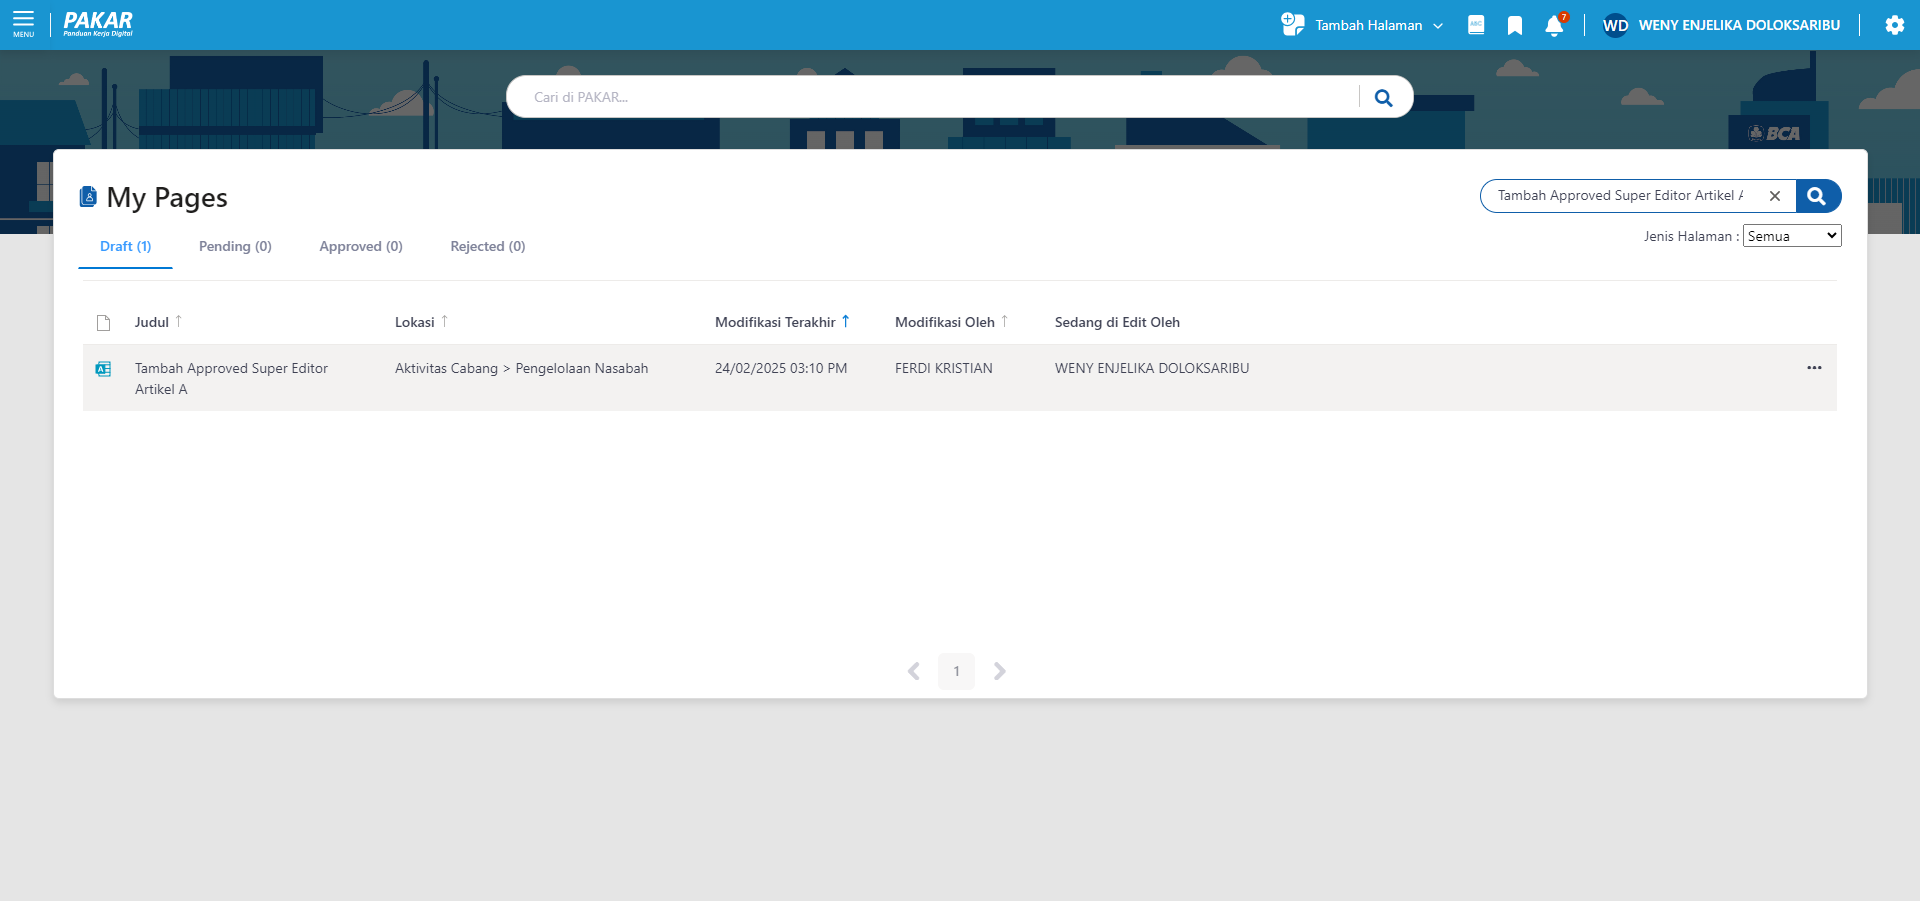 MENU
PAKAR
Panduan Kerja Digital
Tambah Halaman
ABC
7
WD
WENY ENJELIKA DOLOKSARIBU
Cari di PAKAR...
BCA
My Pages
Tambah Approved Super Editor Artikel A
Draft (1)
Pending (0)
Approved (0)
Rejected (0)
Jenis Halaman :
Semua
Judul
Lokasi
Modifikasi Terakhir
Modifikasi Oleh
Sedang di Edit Oleh
Tambah Approved Super Editor
Artikel A
Aktivitas Cabang > Pengelolaan Nasabah
24/02/2025 03:10 PM
FERDI KRISTIAN
WENY ENJELIKA DOLOKSARIBU
1